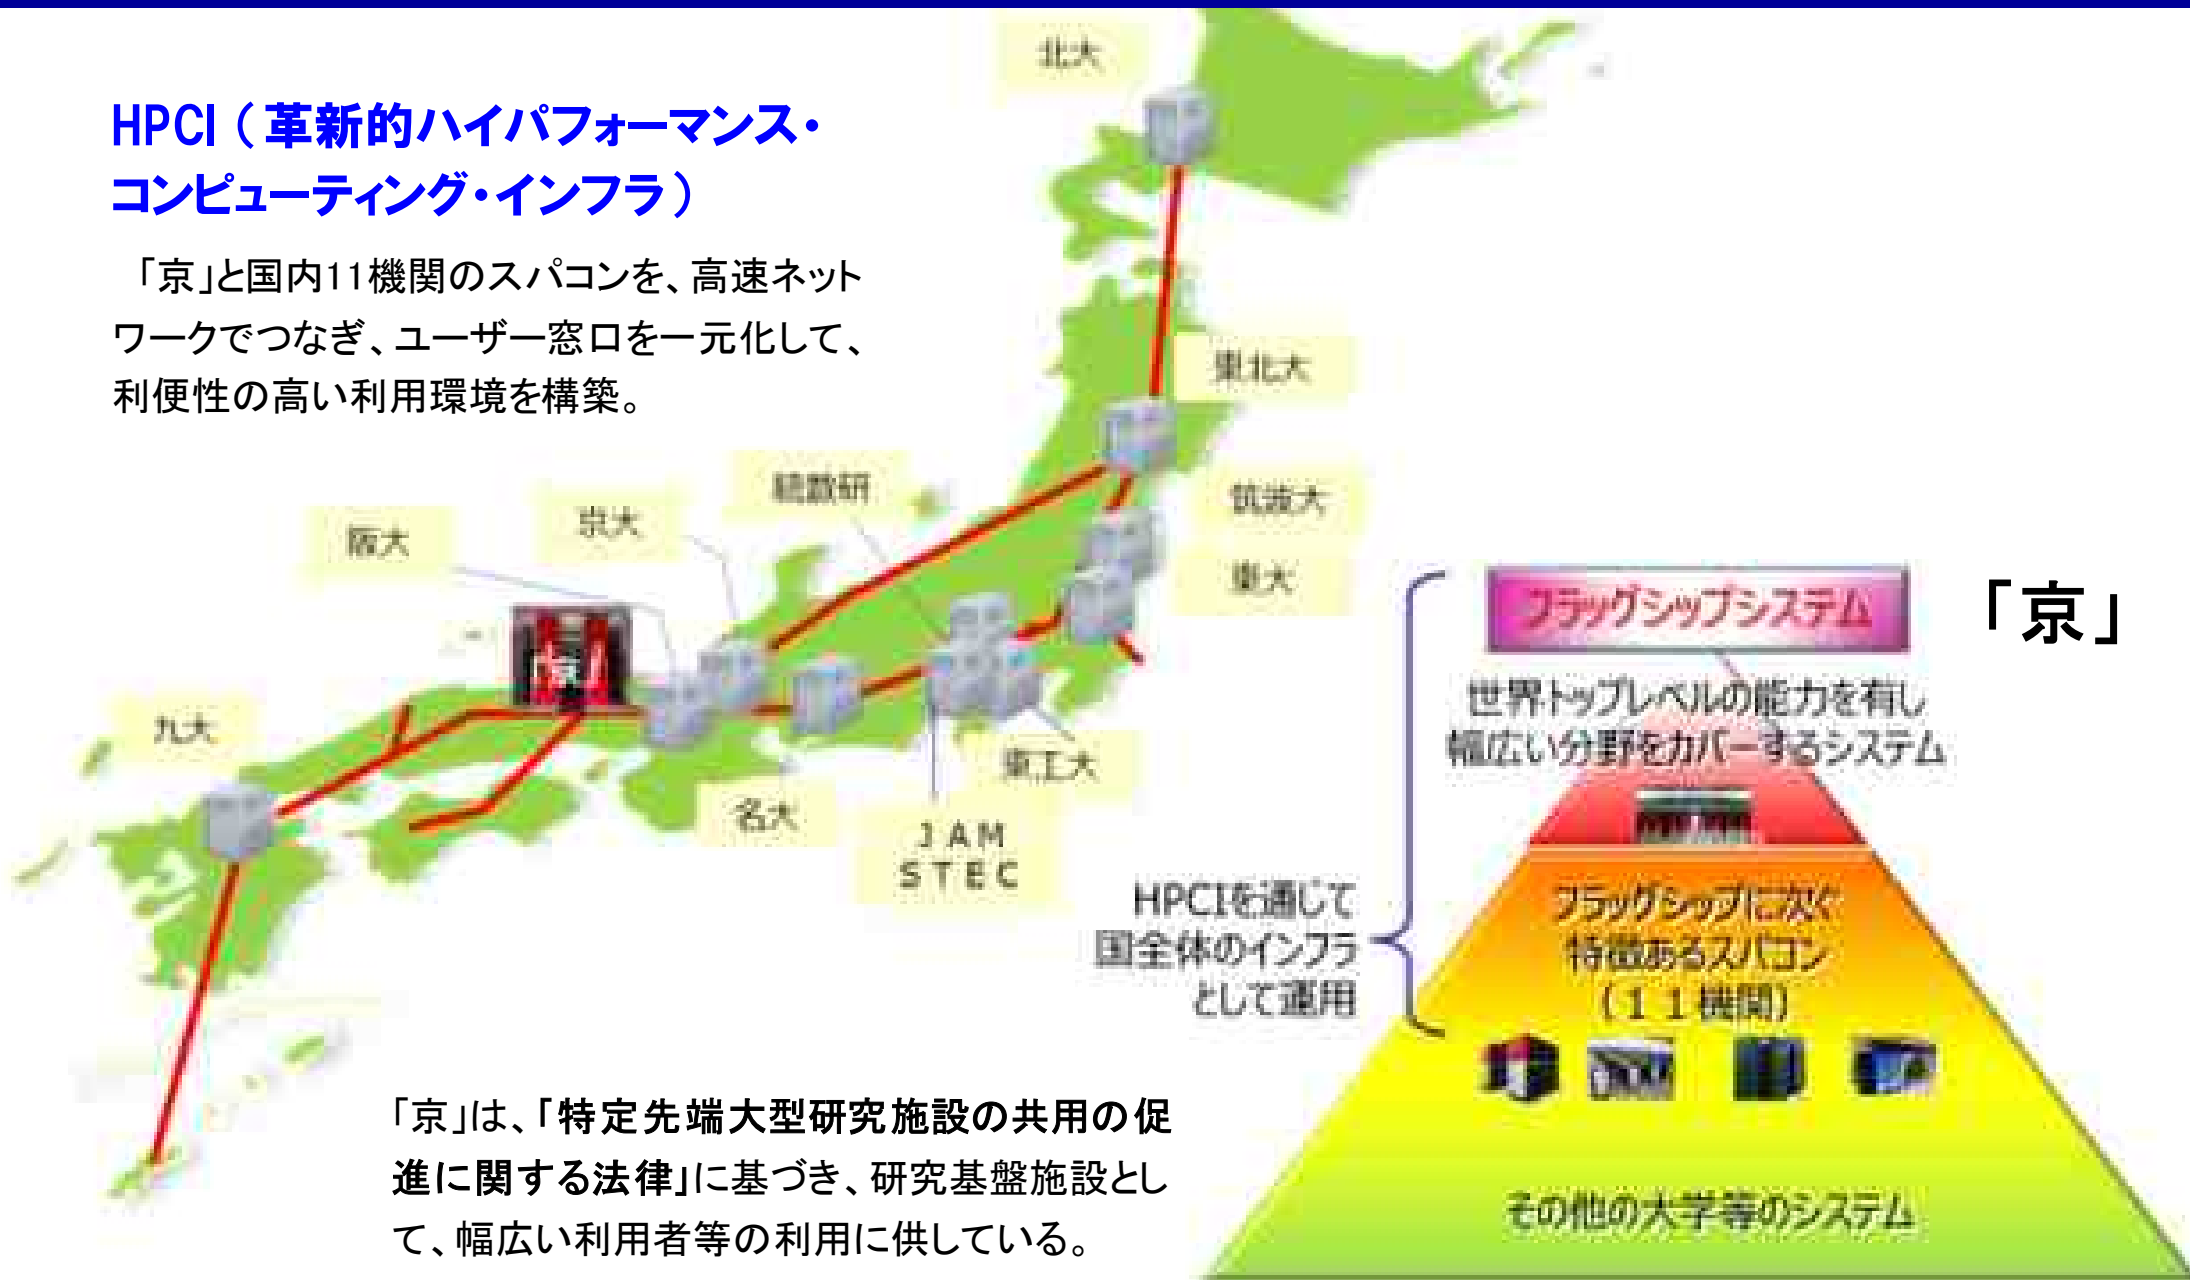 HPCI（革新的ハイパフォーマンス・
コンピューティング・インフラ）
「京」と国内11機関のスパコンを、高速ネット
ワークでつなぎ、ユーザー窓口を一元化して、
利便性の高い利用環境を構築。
北大
東北大
筑波大
東大
統数研
京大
阪大
「京」
九大
名大
東工大
JAM
STEC
「京」は、「特定先端大型研究施設の共用の促
進に関する法律」に基づき、研究基盤施設とし
て、幅広い利用者等の利用に供している。
フラッグシップシステム
「京」
世界トップレベルの能力を有し
幅広い分野をカバーするシステム
HPCIを通じて
国全体のインフラ
として運用
フラッグシップに次ぐ
特徴あるスパコン
（１１機関）
その他の大学等のシステム